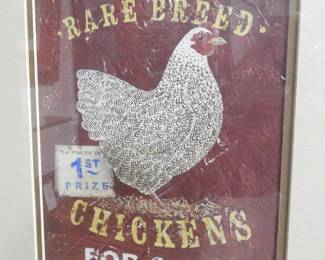 RARE BREED
1ST
PRIZE
CHICKENS
FOR